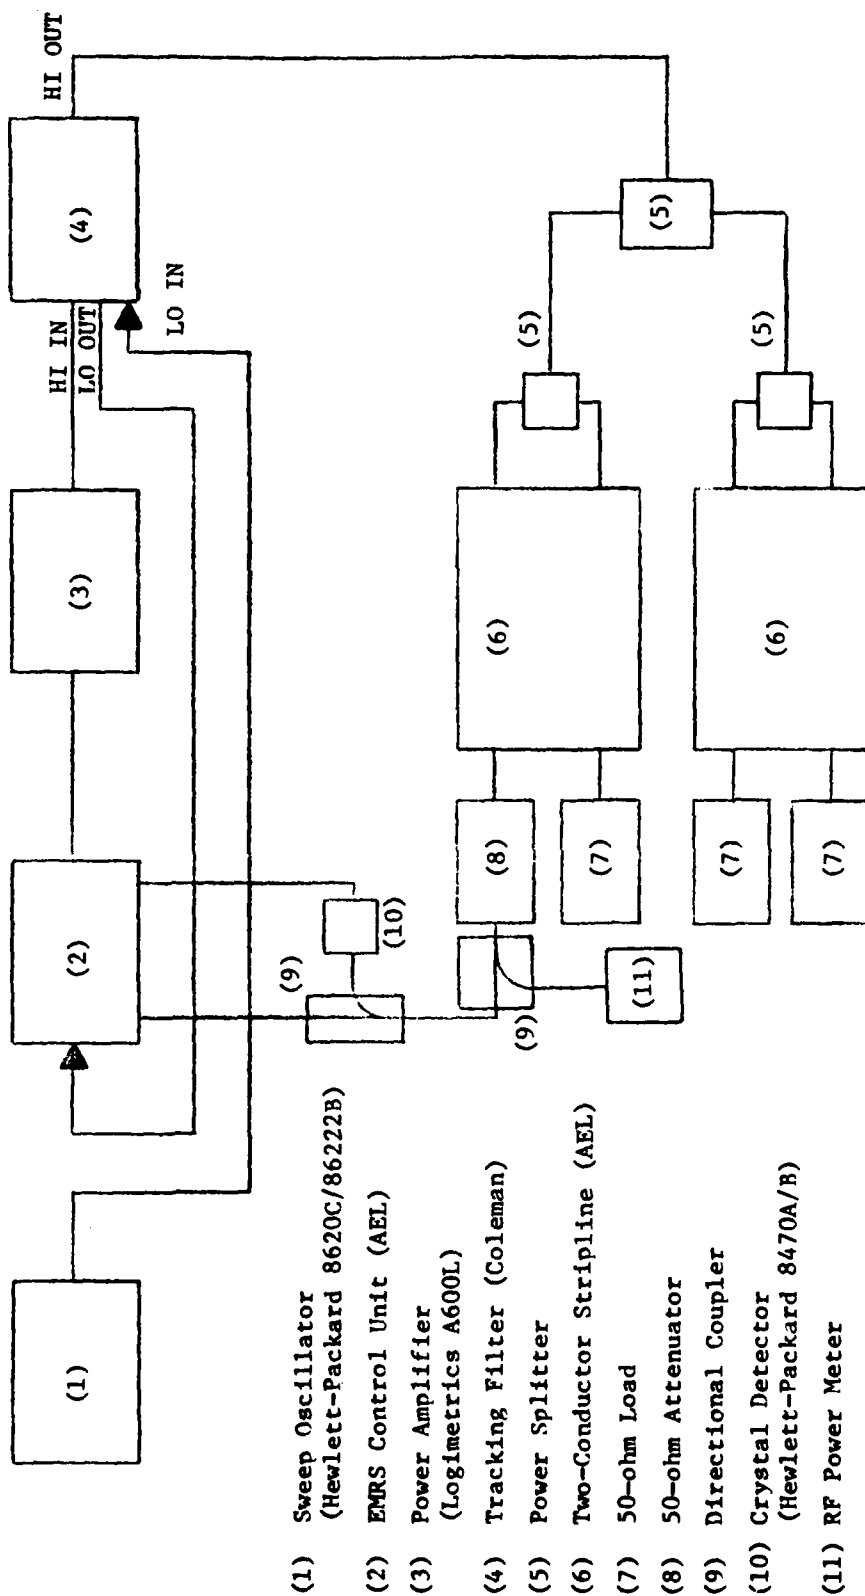 (1)
(2)
(3)
(4)
HI IN
LO OUT
HI OUT
LO IN
(9)
(10)
(9)
(11)
(8)
(7)
(6)
(5)
(5)
(7)
(7)
(6)
(5)
(1) Sweep Oscillator
(Hewlett-Packard 8620C/86222B)
(2) EMRS Control Unit (AEL)
(3) Power Amplifier
(Logimetrics A600L)
(4) Tracking Filter (Coleman)
(5) Power Splitter
(6) Two-Conductor Stripline (AEL)
(7) 50-ohm Load
(8) 50-ohm Attenuator
(9) Directional Coupler
(10) Crystal Detector
(Hewlett-Packard 8470A/B)
(11) RF Power Meter